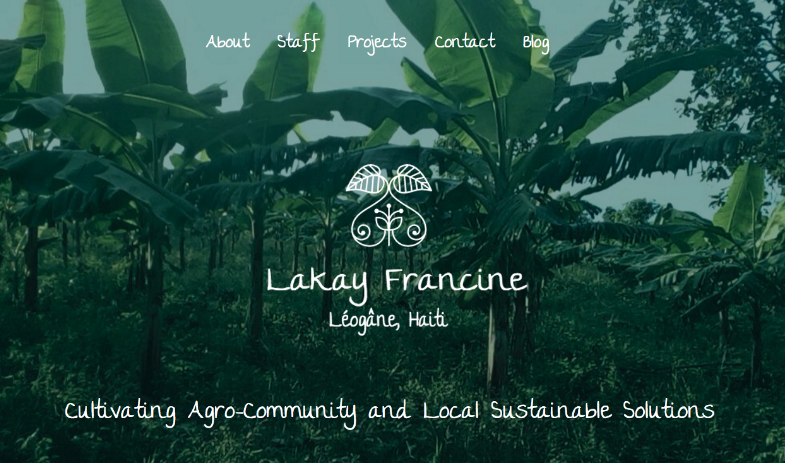 About Staff Projects Contact Blog
Lakay Francine
Léogâne, Haiti
Cultivating Agro-Community and Local Sustainable Solutions